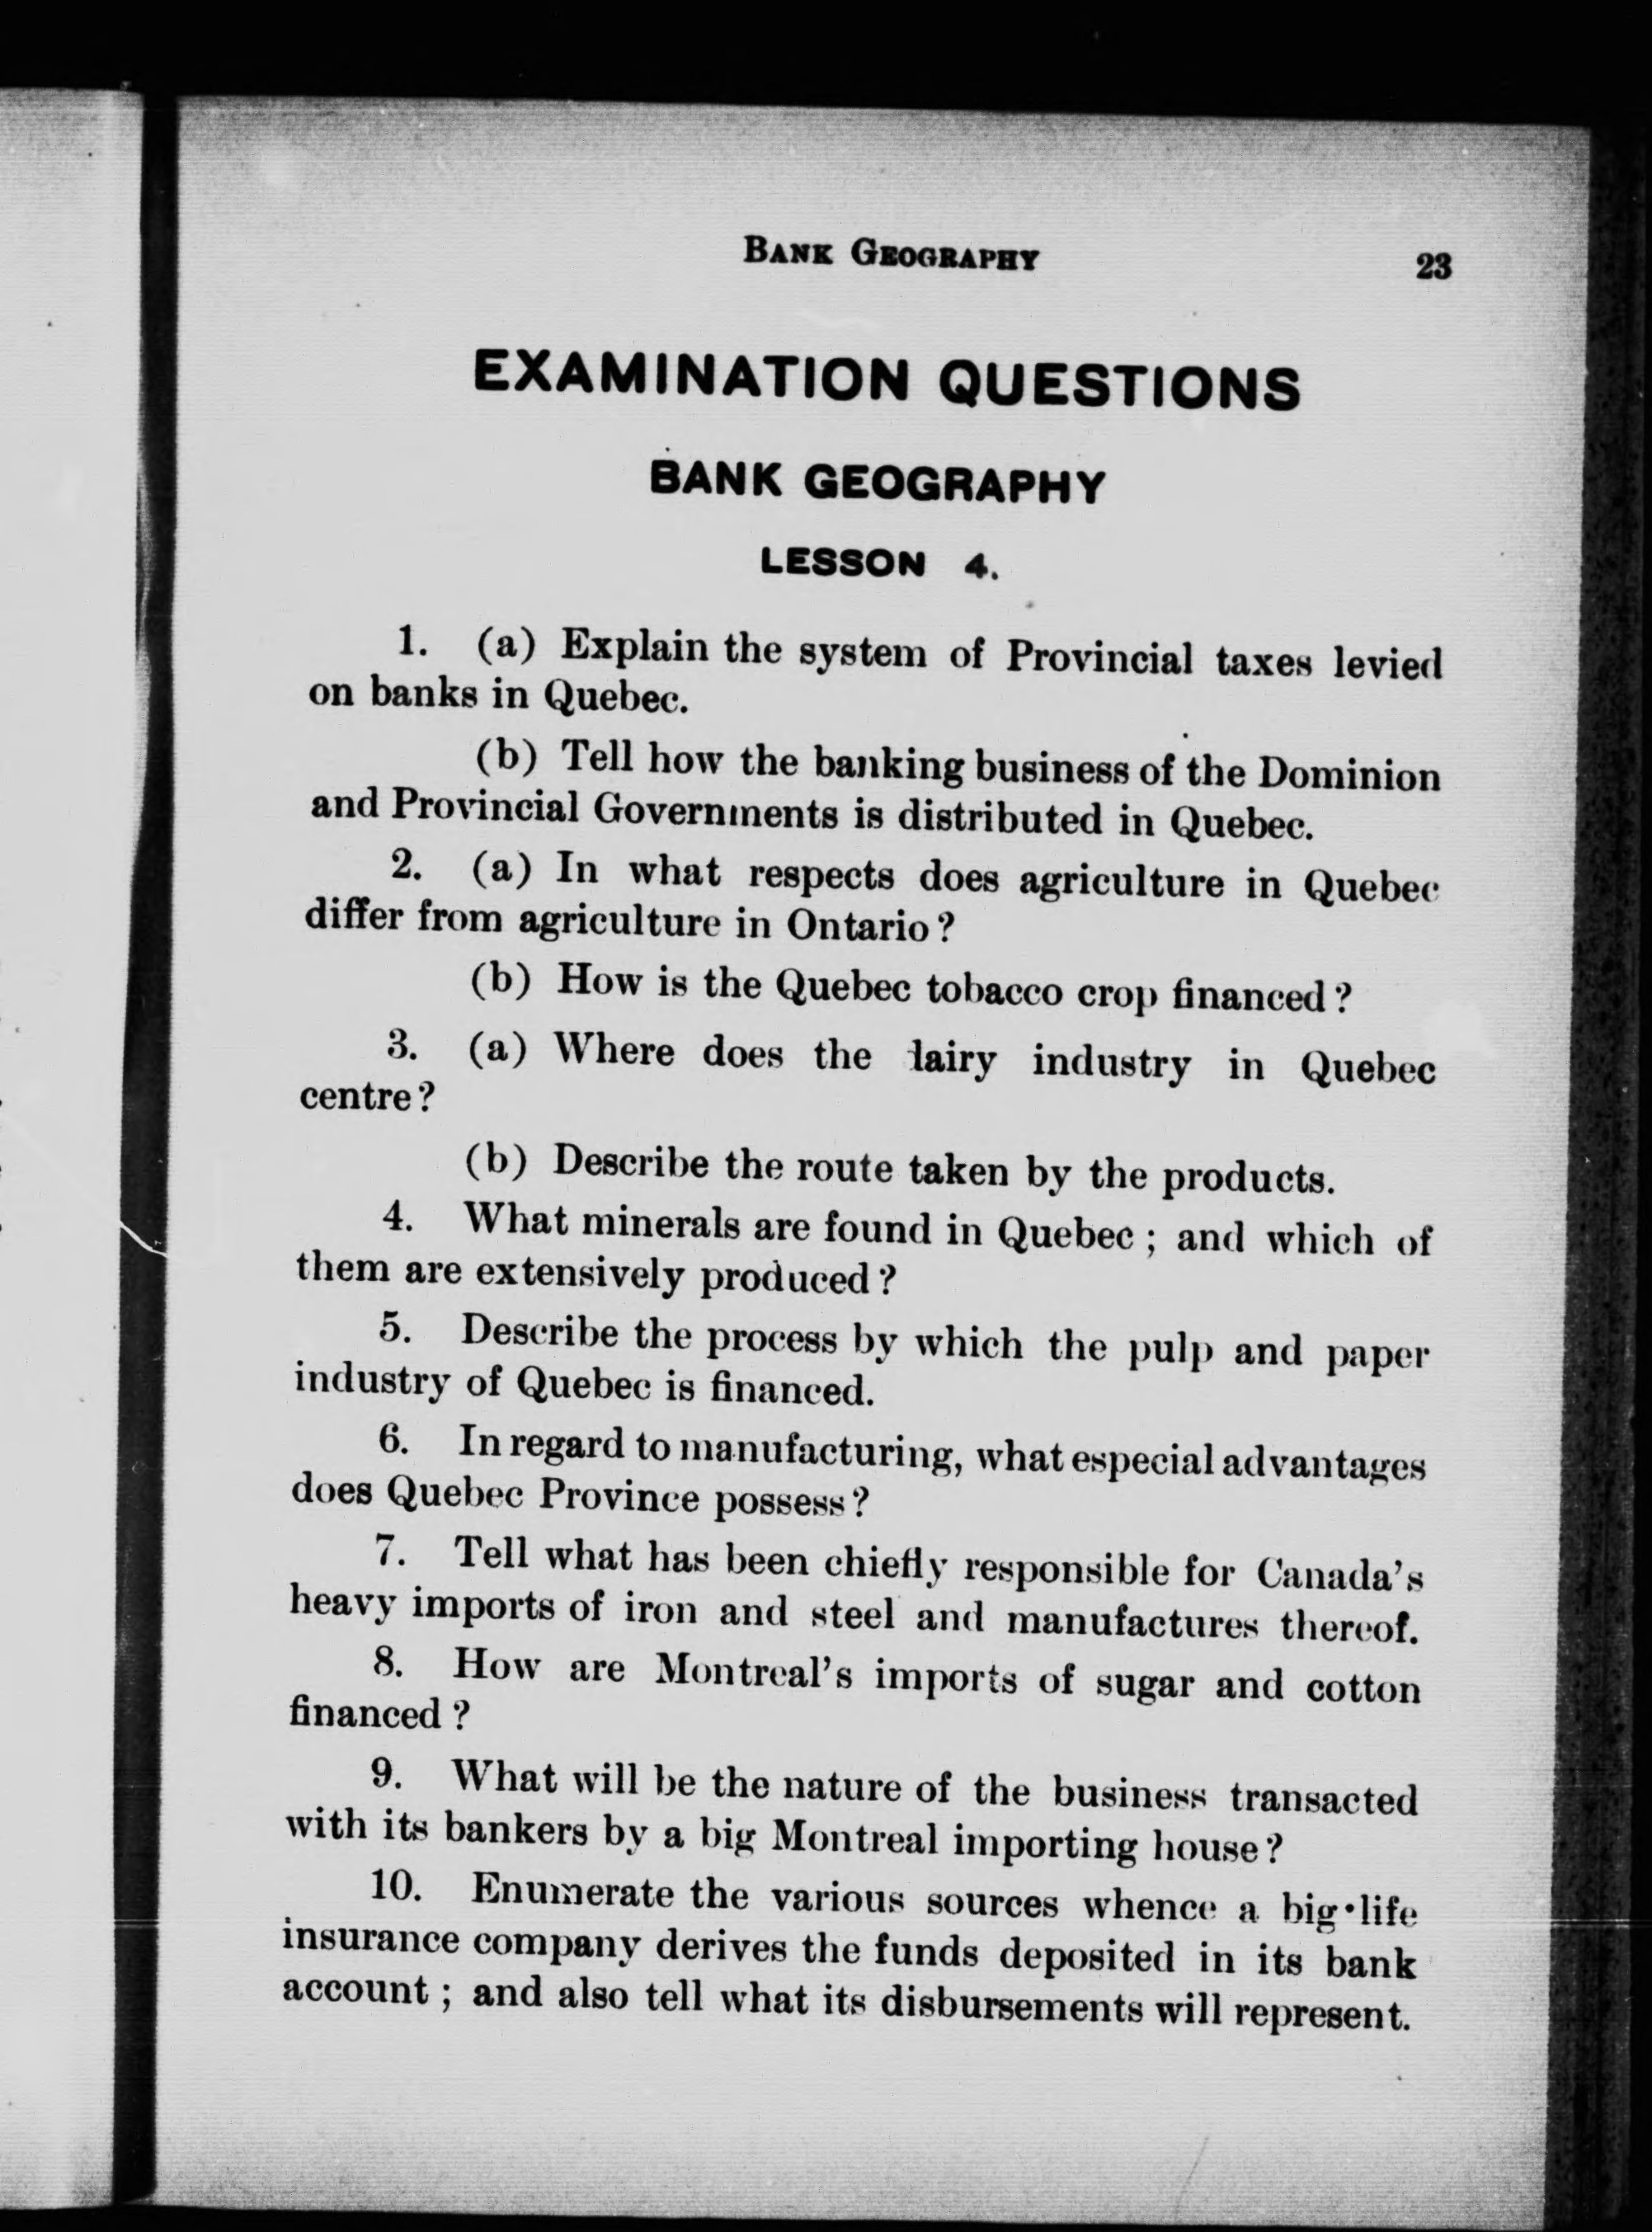 BANK GEOGRAPHY 23
EXAMINATION QUESTIONS
BANK GEOGRAPHY
LESSON 4.
1. (a) Explain the system of Provincial taxes levied
on banks in Quebec.
(b) Tell how the banking business of the Dominion
and Provincial Governments is distributed in Quebec.
2. (a) In what respects does agriculture in Quebec
differ from agriculture in Ontario?
(b) How is the Quebec tobacco crop financed?
3. (a) Where does the lairy industry in Quebec
centre?
(b) Describe the route taken by the products.
4. What minerals are found in Quebec; and which of
them are extensively produced?
5. Describe the process by which the pulp and paper
industry of Quebec is financed.
6. In regard to manufacturing, what especial advantages
does Quebec Province possess?
7. Tell what has been chiefly responsible for Canada's
heavy imports of iron and steel and manufactures thereof.
8. How are Montreal's imports of sugar and cotton
financed?
9. What will be the nature of the business transacted
with its bankers by a big Montreal importing house?
10. Enumerate the various sources whence a big life
insurance company derives the funds deposited in its bank
account; and also tell what its disbursements will represent.